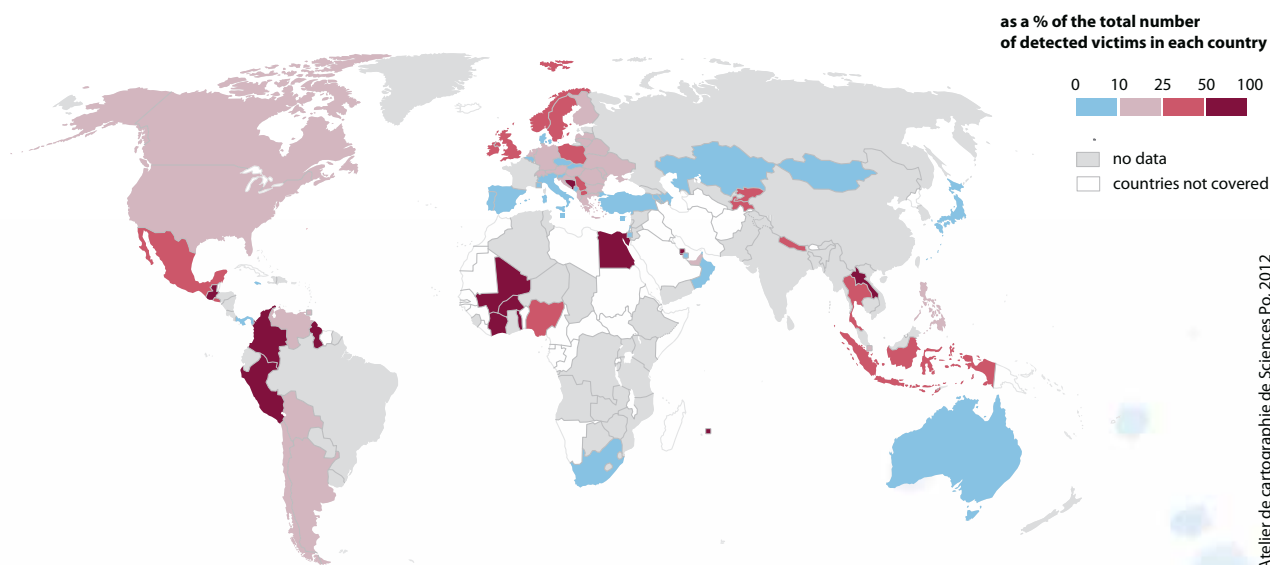 as a % of the total number
of detected victims in each country
0 10 25 50 100
no data
countries not covered
Atelier de cartographie de Sciences Po, 2012